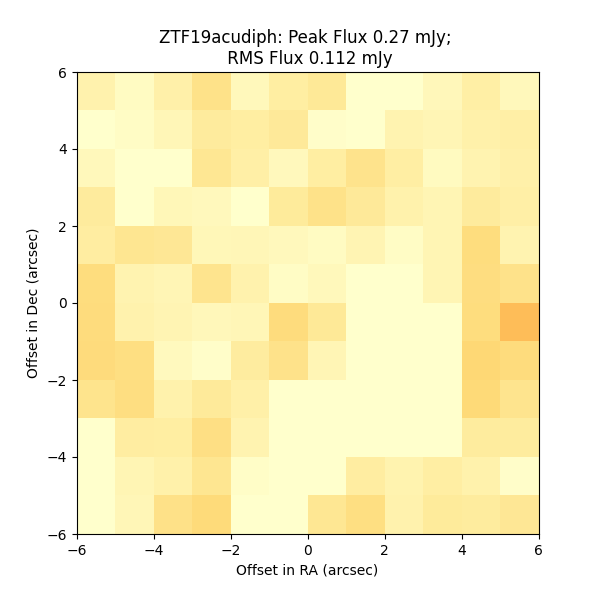 ZTF19acudiph: Peak Flux 0.27 mJy;
RMS Flux 0.112 mJy
6
4
2
0
−2
−4
−6
Offset in Dec (arcsec)
−6 −4 −2 0 2 4 6
Offset in RA (arcsec)